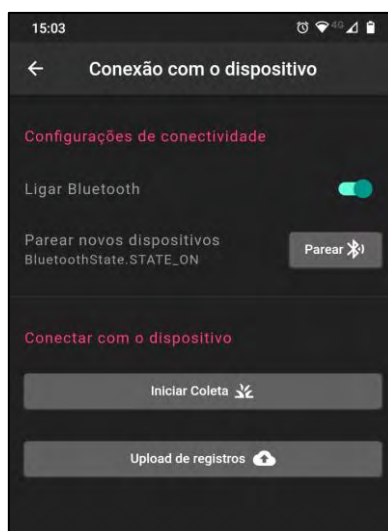 15:03
4G
Conexão com o dispositivo
Configurações de conectividade
Ligar Bluetooth
Parear novos dispositivos
BluetoothState.STATE_ON
Parear
Conectar com o dispositivo
Iniciar Coleta
Upload de registros